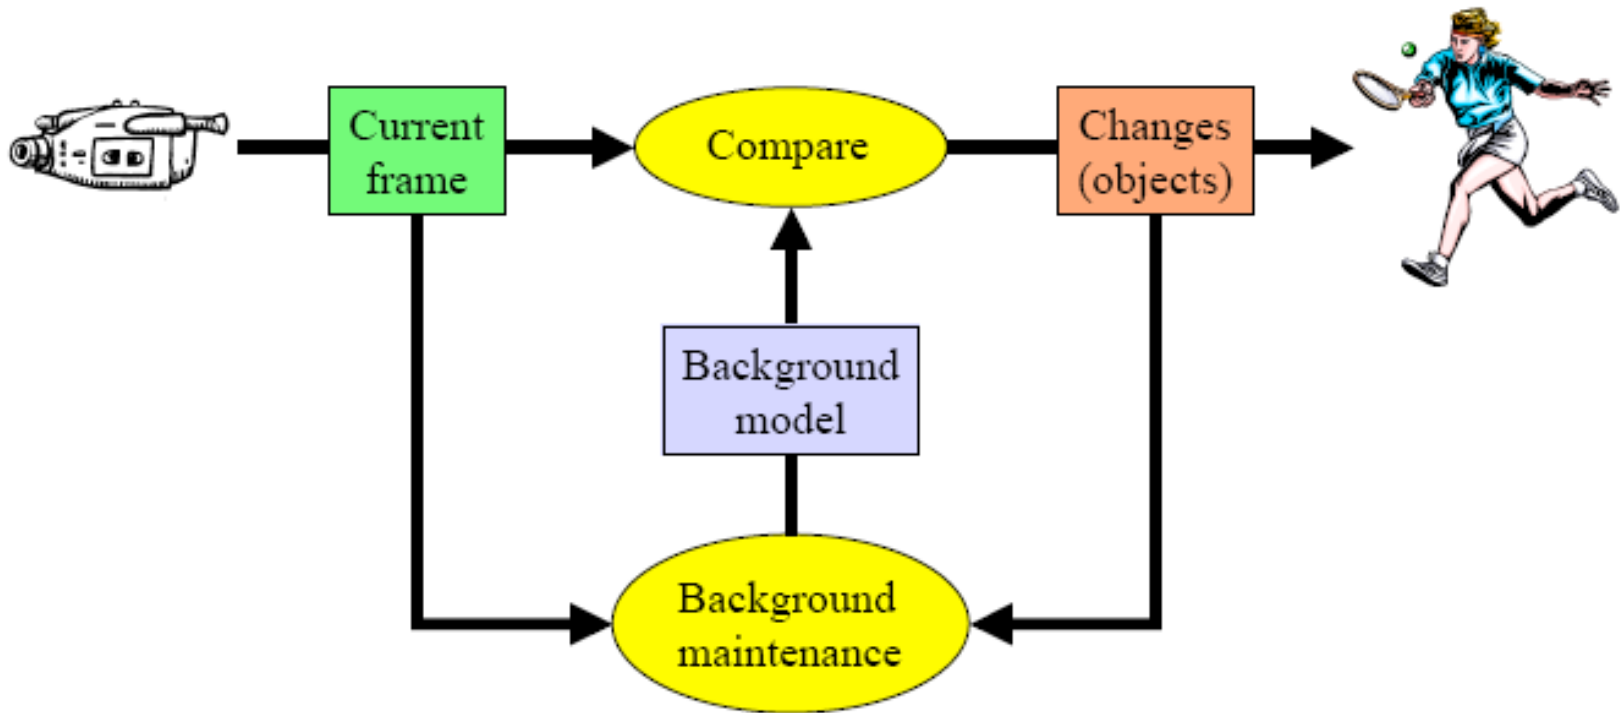 Current
frame
Compare
Changes
(objects)
Background
model
Background
maintenance